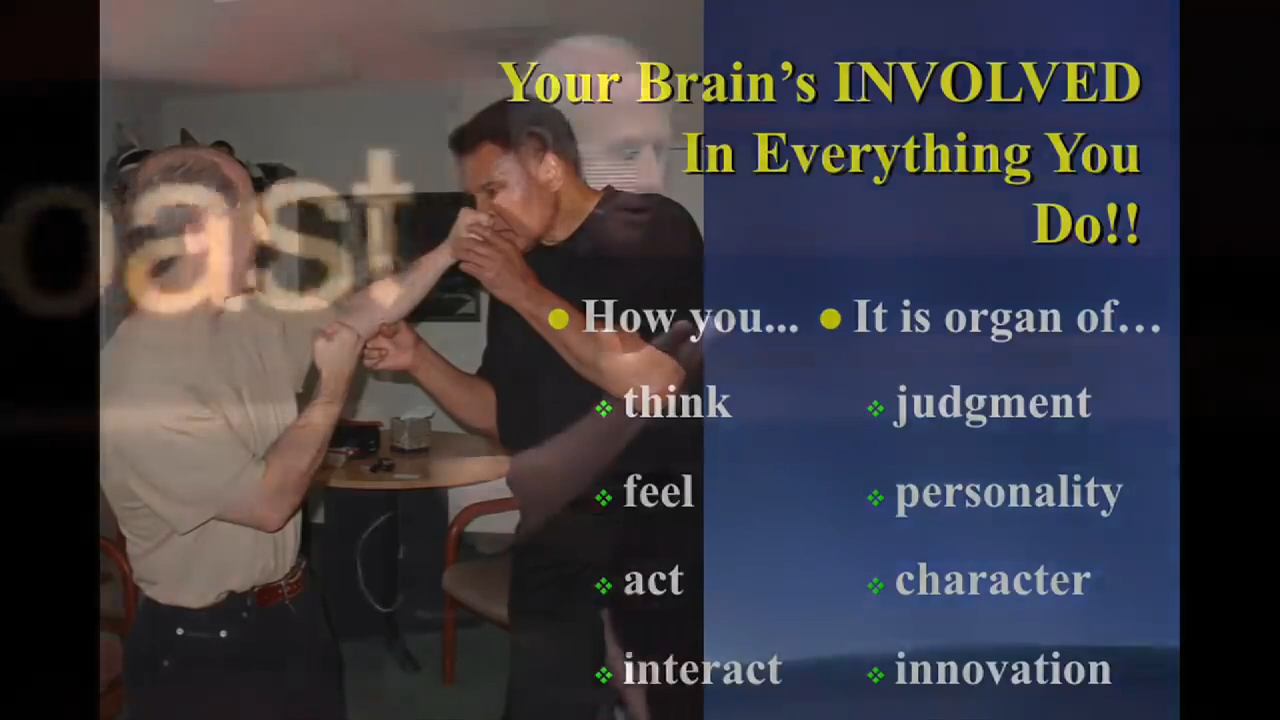 Your Brain's INVOLVED
In Everything You
Do!!
How you...
think
feel
act
interact
It is organ of...
judgment
personality
character
innovation
oast